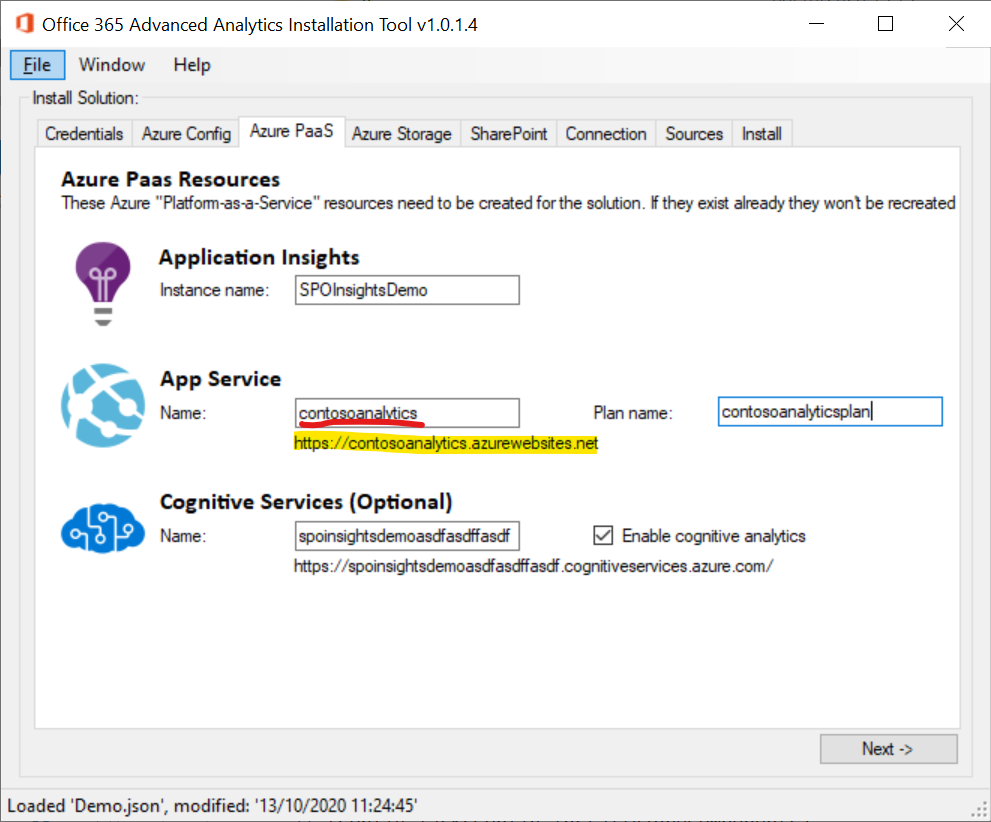 Office 365 Advanced Analytics Installation Tool v1.0.1.4
File Window Help
Install Solution:
Credentials Azure Config Azure PaaS Azure Storage SharePoint Connection Sources Install
Azure Paas Resources
These Azure "Platform-as-a-Service" resources need to be created for the solution. If they exist already they won't be recreated
Application Insights
Instance name: SPOInsightsDemo
App Service
Name: contosoanalytics Plan name: contosoanalyticsplan
https://contosoanalytics.azurewebsites.net
Cognitive Services (Optional)
Name: spoinsightsdemoasdfasdffasdf Enable cognitive analytics
https://spoinsightsdemoasdfasdffasdf.cognitiveservices.azure.com/
Next ->
Loaded 'Demo.json', modified: '13/10/2020 11:24:45'